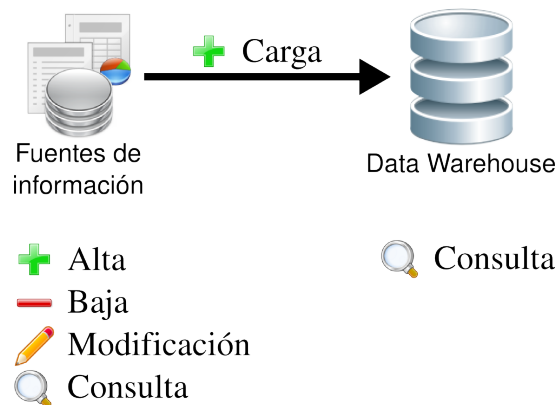 Carga
Fuentes de
información
Data Warehouse
Alta
Baja
Modificación
Consulta
Consulta